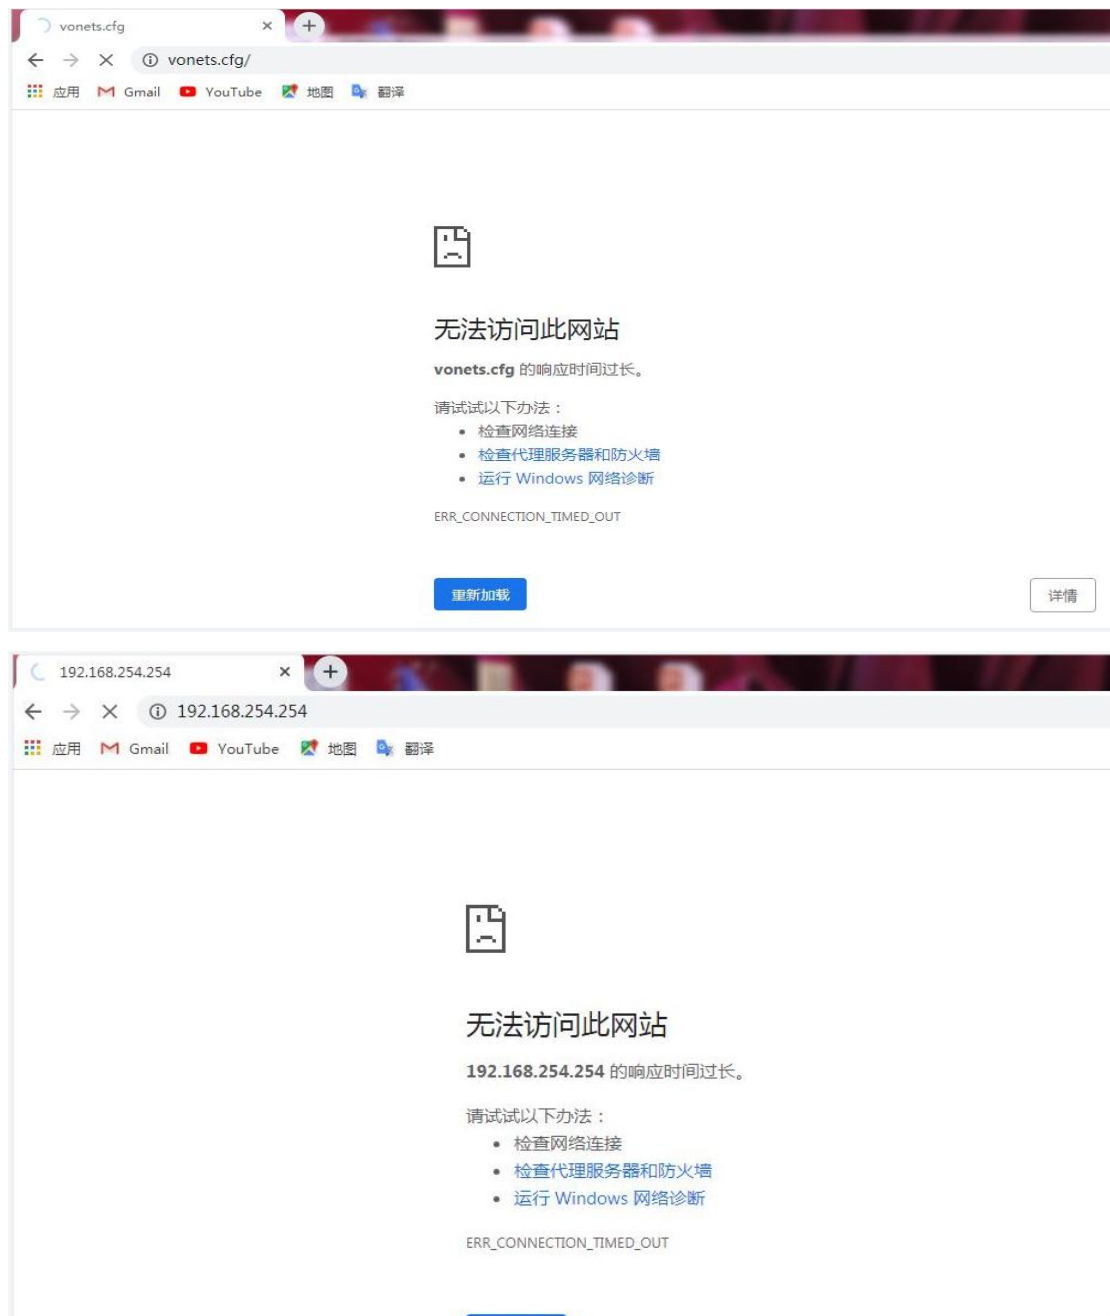 vonets.cfg
vonets.cfg/
应用 Gmail YouTube 地图 翻译
无法访问此网站
vonets.cfg 的响应时间过长。
请试试以下办法：
• 检查网络连接
• 检查代理服务器和防火墙
• 运行 Windows 网络诊断
ERR_CONNECTION_TIMED_OUT
重新加载 详情
192.168.254.254
192.168.254.254
应用 Gmail YouTube 地图 翻译
无法访问此网站
192.168.254.254 的响应时间过长。
请试试以下办法：
• 检查网络连接
• 检查代理服务器和防火墙
• 运行 Windows 网络诊断
ERR_CONNECTION_TIMED_OUT